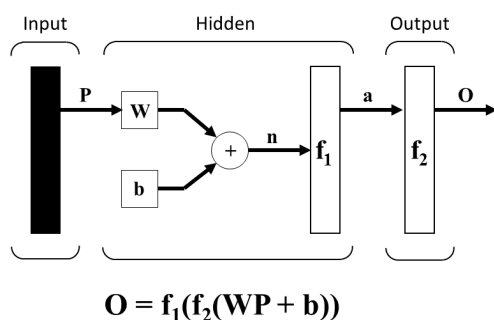 Input Hidden Output
P W a O
n
+
f₁ f₂
b
O = f₁(f₂(WP + b))